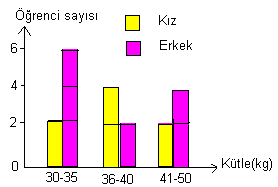 Öğrenci sayısı
Kız
Erkek
6
4
2
0
30-35
36-40
41-50
Kütle(kg)